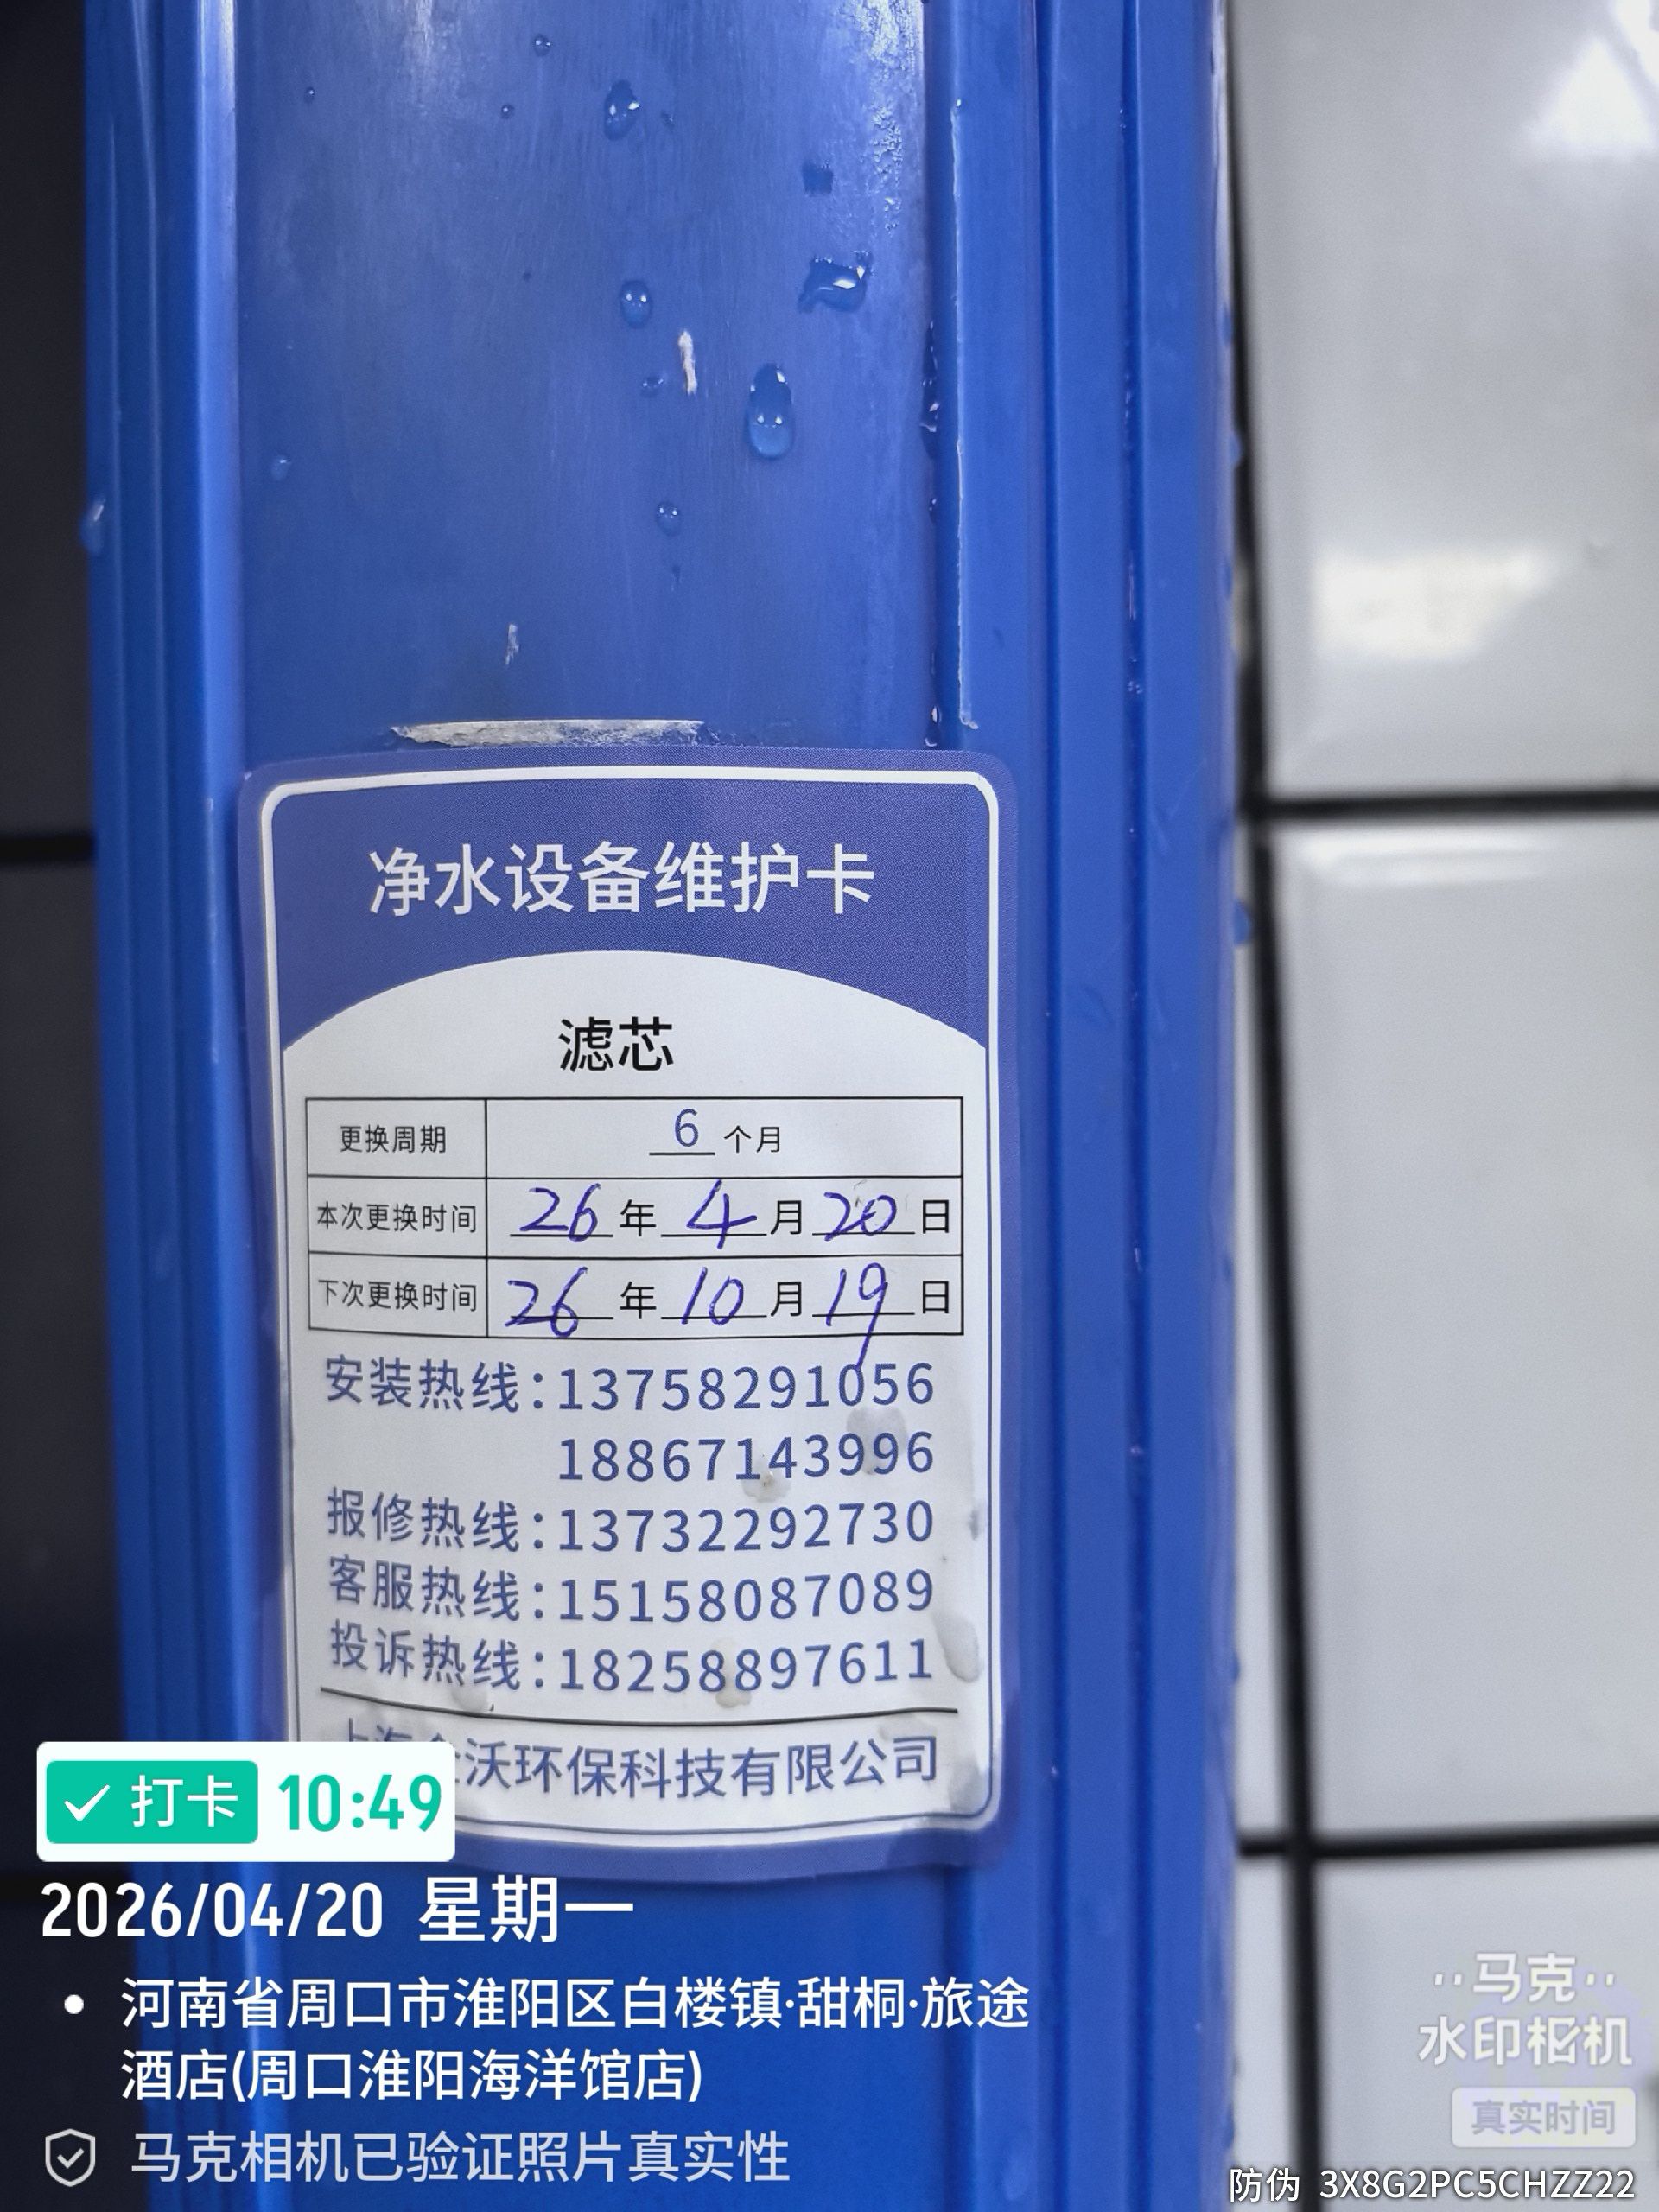 净水设备维护卡
滤芯
更换周期 6 个月
本次更换时间 26 年 4 月 20 日
下次更换时间 26 年 10 月 19 日
安装热线：13758291056
18867143996
报修热线：13732292730
客服热线：15158087089
投诉热线：18258897611
沃环保科技有限公司
打卡 10:49
2026/04/20 星期一
河南省周口市淮阳区白楼镇·甜桐·旅途
酒店(周口淮阳海洋馆店)
马克相机已验证照片真实性
马克
水印相机
真实时间
防伪 3X8G2PC5CHZZ22